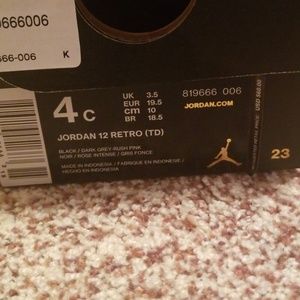 0666006
666-006 K
4 C
UK 3.5
EUR 19.5
CM 10
BR 18.5
819666 006
JORDAN.COM
JORDAN 12 RETRO (TD)
BLACK / DARK GREY-RUSH PINK
NOIR / ROSE INTENSE / GRIS FONCE
MADE IN INDONESIA / FABRIQUE EN INDONESIE /
HECHO EN INDONESIA
23